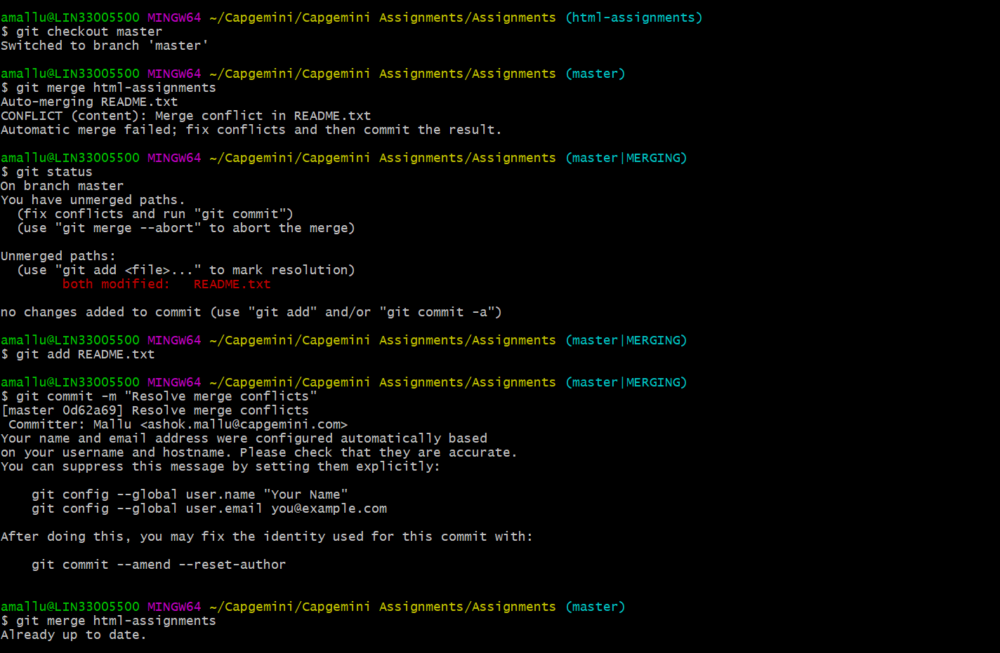 amallu@LIN33005500 MINGW64 ~/Capgemini/Capgemini Assignments/Assignments (html-assignments)
$ git checkout master
Switched to branch 'master'

amallu@LIN33005500 MINGW64 ~/Capgemini/Capgemini Assignments/Assignments (master)
$ git merge html-assignments
Auto-merging README.txt
CONFLICT (content): Merge conflict in README.txt
Automatic merge failed; fix conflicts and then commit the result.

amallu@LIN33005500 MINGW64 ~/Capgemini/Capgemini Assignments/Assignments (master|MERGING)
$ git status
On branch master
You have unmerged paths.
  (fix conflicts and run "git commit")
  (use "git merge --abort" to abort the merge)

Unmerged paths:
  (use "git add <file>..." to mark resolution)
        both modified:   README.txt

no changes added to commit (use "git add" and/or "git commit -a")

amallu@LIN33005500 MINGW64 ~/Capgemini/Capgemini Assignments/Assignments (master|MERGING)
$ git add README.txt

amallu@LIN33005500 MINGW64 ~/Capgemini/Capgemini Assignments/Assignments (master|MERGING)
$ git commit -m "Resolve merge conflicts"
[master 0d62a69] Resolve merge conflicts
 Committer: Mallu <ashok.mallu@capgemini.com>
Your name and email address were configured automatically based
on your username and hostname. Please check that they are accurate.
You can suppress this message by setting them explicitly:

    git config --global user.name "Your Name"
    git config --global user.email you@example.com

After doing this, you may fix the identity used for this commit with:

    git commit --amend --reset-author


amallu@LIN33005500 MINGW64 ~/Capgemini/Capgemini Assignments/Assignments (master)
$ git merge html-assignments
Already up to date.